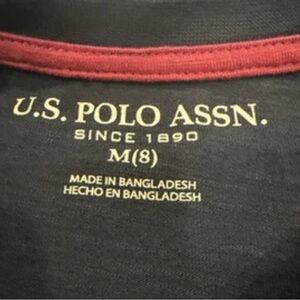 U.S. POLO ASSN.
SINCE 1890
M(8)
MADE IN BANGLADESH
HECHO EN BANGLADESH